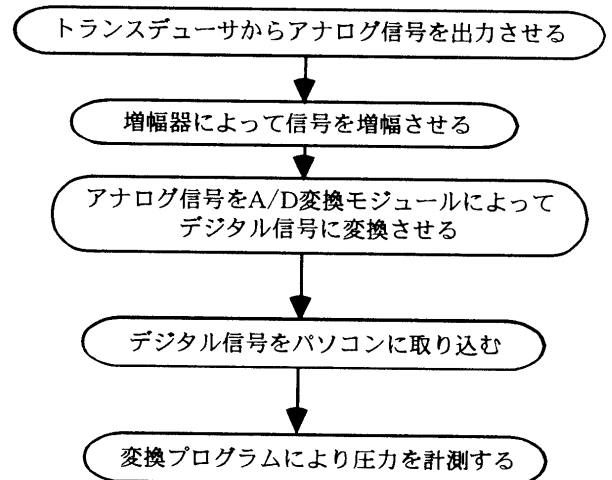 トランスデューサからアナログ信号を出力させる
増幅器によって信号を増幅させる
アナログ信号をA/D変換モジュールによって
デジタル信号に変換させる
デジタル信号をパソコンに取り込む
変換プログラムにより圧力を計測する